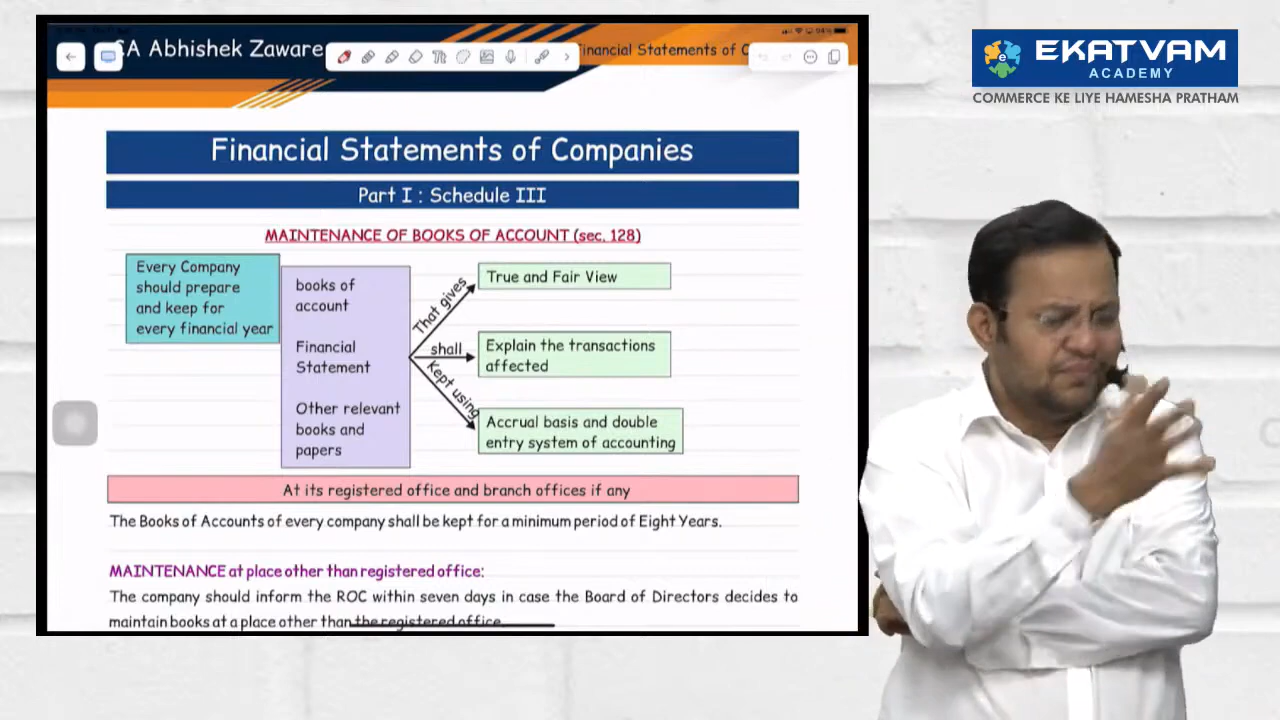 CA Abhishek Zaware
Financial Statements of C
EKATVAM
ACADEMY
COMMERCE KE LIYE HAMESHA PRATHAM
Financial Statements of Companies
Part I : Schedule III
MAINTENANCE OF BOOKS OF ACCOUNT (sec. 128)
Every Company
should prepare
and keep for
every financial year
books of
account
Financial
Statement
Other relevant
books and
papers
That gives
True and Fair View
shall
Explain the transactions
affected
Kept using
Accrual basis and double
entry system of accounting
At its registered office and branch offices if any
The Books of Accounts of every company shall be kept for a minimum period of Eight Years.
MAINTENANCE at place other than registered office:
The company should inform the ROC within seven days in case the Board of Directors decides to
maintain books at a place other than the registered office